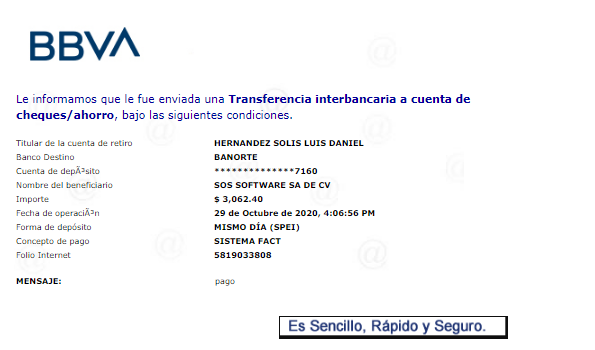 BBVA
Le informamos que le fue enviada una Transferencia interbancaria a cuenta de
cheques/ahorro, bajo las siguientes condiciones.
Titular de la cuenta de retiro HERNANDEZ SOLIS LUIS DANIEL
Banco Destino BANORTE
Cuenta de depÃ³sito **************7160
Nombre del beneficiario SOS SOFTWARE SA DE CV
Importe $ 3,062.40
Fecha de operaciÃ³n 29 de Octubre de 2020, 4:06:56 PM
Forma de depósito MISMO DÍA (SPEI)
Concepto de pago SISTEMA FACT
Folio Internet 5819033808
MENSAJE: pago
Es Sencillo, Rápido y Seguro.